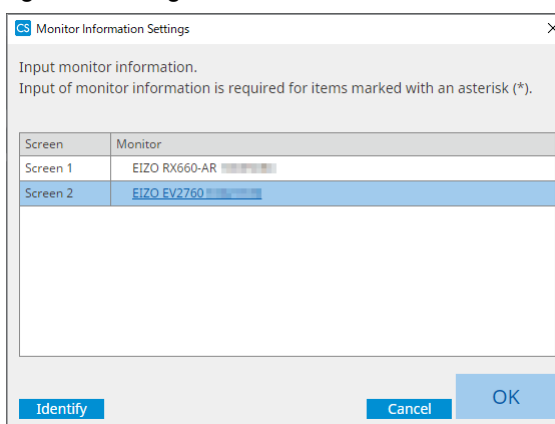 CS Monitor Information Settings
Input monitor information.
Input of monitor information is required for items marked with an asterisk (*).
Screen Monitor
Screen 1 EIZO RX660-AR
Screen 2 EIZO EV2760
Identify Cancel OK